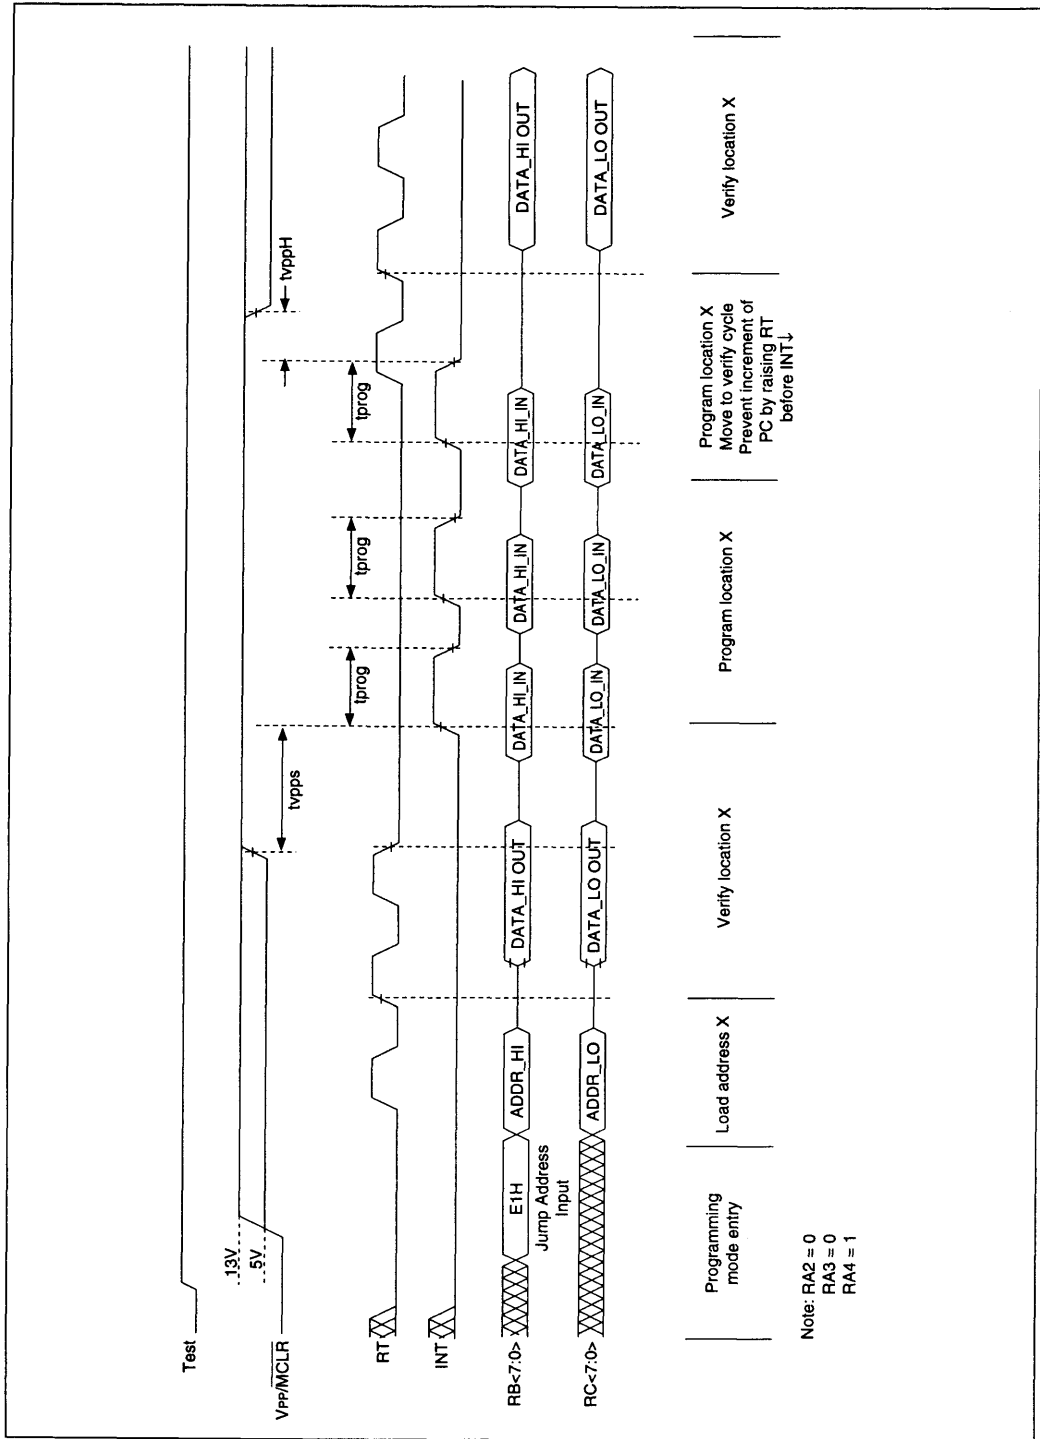 Test
VPP/MCLR
13V
5V
tvpps
tvppH
RT
INT
tprog
tprog
tprog
RB<7:0>
E1H
ADDR_HI
DATA_HI OUT
DATA_HI_IN
DATA_HI_IN
DATA_HI_IN
DATA_HI OUT
Jump Address
Input
RC<7:0>
ADDR_LO
DATA_LO OUT
DATA_LO_IN
DATA_LO_IN
DATA_LO_IN
DATA_LO OUT
Programming
mode entry
Load address X
Verify location X
Program location X
Program location X
Move to verify cycle
Prevent increment of
PC by raising RT
before INT↓
Verify location X
Note: RA2 = 0
RA3 = 0
RA4 = 1